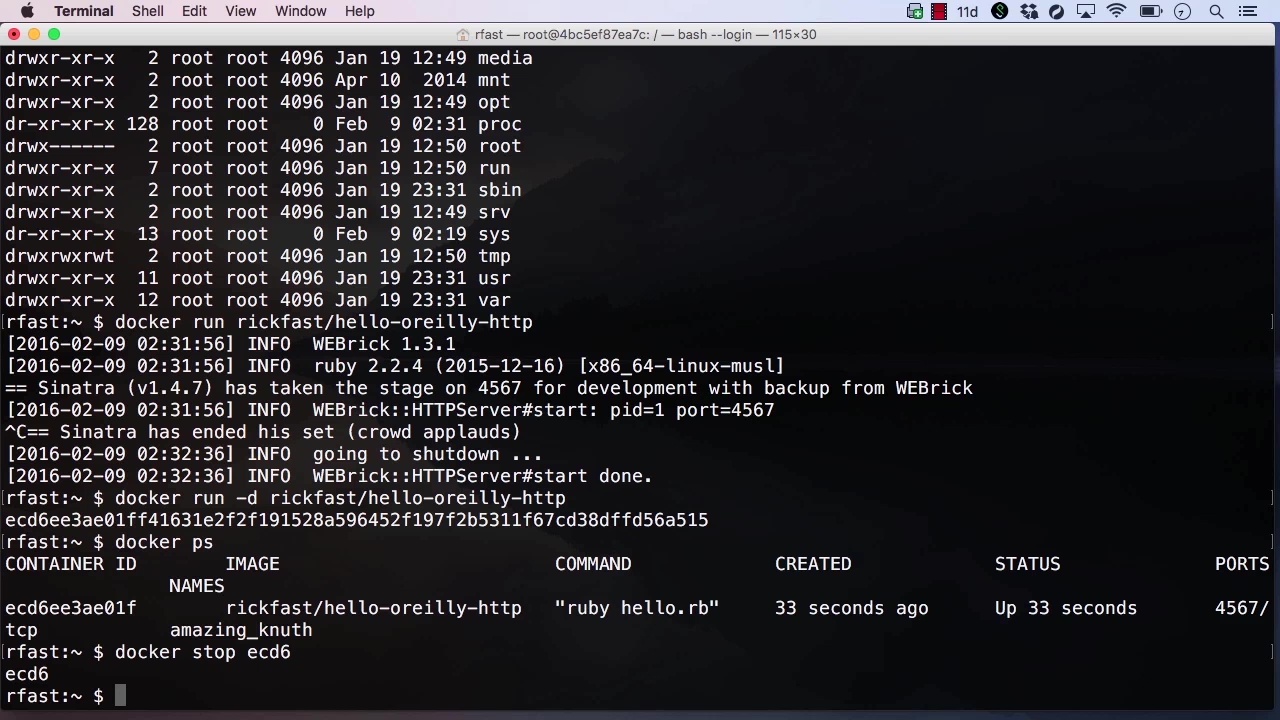 Terminal Shell Edit View Window Help 11d
rfast — root@4bc5ef87ea7c: / — bash --login — 115×30
drwxr-xr-x   2 root root 4096 Jan 19 12:49 media
drwxr-xr-x   2 root root 4096 Apr 10  2014 mnt
drwxr-xr-x   2 root root 4096 Jan 19 12:49 opt
dr-xr-xr-x 128 root root    0 Feb  9 02:31 proc
drwx------   2 root root 4096 Jan 19 12:50 root
drwxr-xr-x   7 root root 4096 Jan 19 12:50 run
drwxr-xr-x   2 root root 4096 Jan 19 23:31 sbin
drwxr-xr-x   2 root root 4096 Jan 19 12:49 srv
dr-xr-xr-x  13 root root    0 Feb  9 02:19 sys
drwxrwxrwt   2 root root 4096 Jan 19 12:50 tmp
drwxr-xr-x  11 root root 4096 Jan 19 23:31 usr
drwxr-xr-x  12 root root 4096 Jan 19 23:31 var
[rfast:~ $ docker run rickfast/hello-oreilly-http ]
[2016-02-09 02:31:56] INFO  WEBrick 1.3.1
[2016-02-09 02:31:56] INFO  ruby 2.2.4 (2015-12-16) [x86_64-linux-musl]
== Sinatra (v1.4.7) has taken the stage on 4567 for development with backup from WEBrick
[2016-02-09 02:31:56] INFO  WEBrick::HTTPServer#start: pid=1 port=4567
^C== Sinatra has ended his set (crowd applauds)
[2016-02-09 02:32:36] INFO  going to shutdown ...
[2016-02-09 02:32:36] INFO  WEBrick::HTTPServer#start done.
[rfast:~ $ docker run -d rickfast/hello-oreilly-http ]
ecd6ee3ae01ff41631e2f2f191528a596452f197f2b5311f67cd38dffd56a515
[rfast:~ $ docker ps ]
CONTAINER ID        IMAGE                         COMMAND             CREATED             STATUS              PORTS
               NAMES
ecd6ee3ae01f        rickfast/hello-oreilly-http   "ruby hello.rb"     33 seconds ago      Up 33 seconds       4567/
tcp            amazing_knuth
[rfast:~ $ docker stop ecd6 ]
ecd6
rfast:~ $